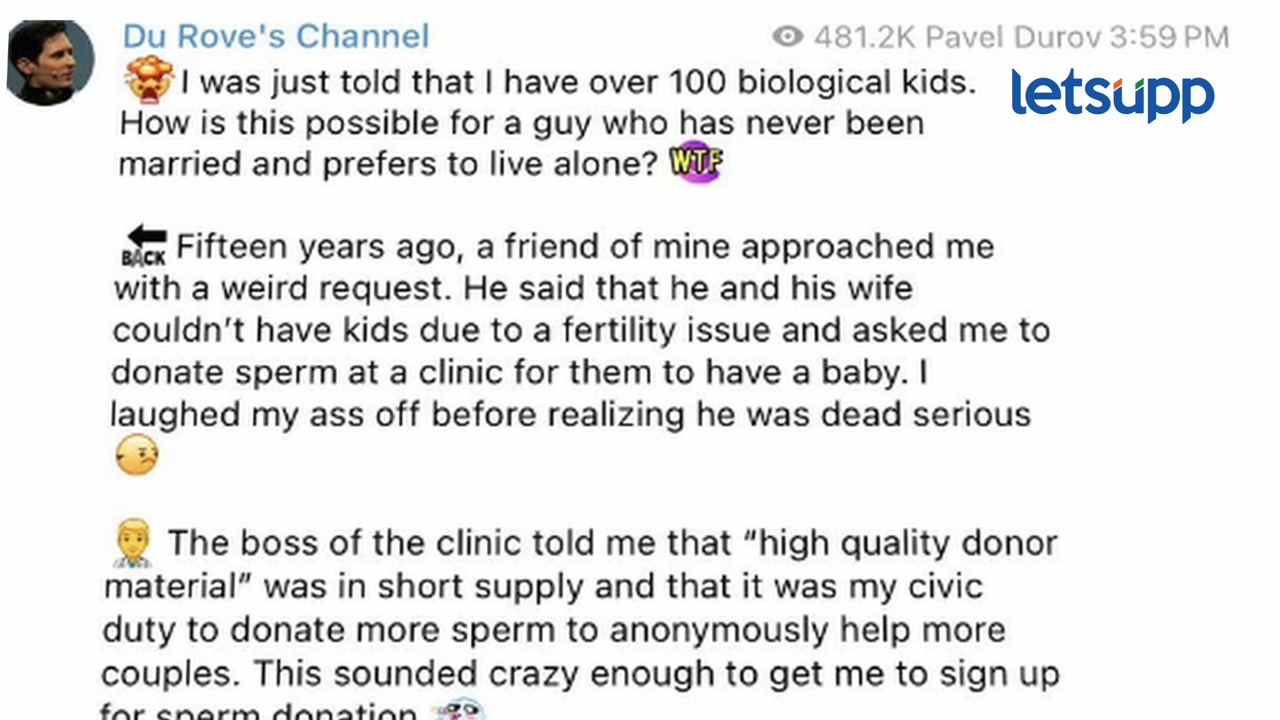 Du Rove's Channel
481.2K Pavel Durov 3:59 PM
letsupp
I was just told that I have over 100 biological kids.
How is this possible for a guy who has never been
married and prefers to live alone? WTF
BACK Fifteen years ago, a friend of mine approached me
with a weird request. He said that he and his wife
couldn’t have kids due to a fertility issue and asked me to
donate sperm at a clinic for them to have a baby. I
laughed my ass off before realizing he was dead serious
The boss of the clinic told me that “high quality donor
material” was in short supply and that it was my civic
duty to donate more sperm to anonymously help more
couples. This sounded crazy enough to get me to sign up
for sperm donation